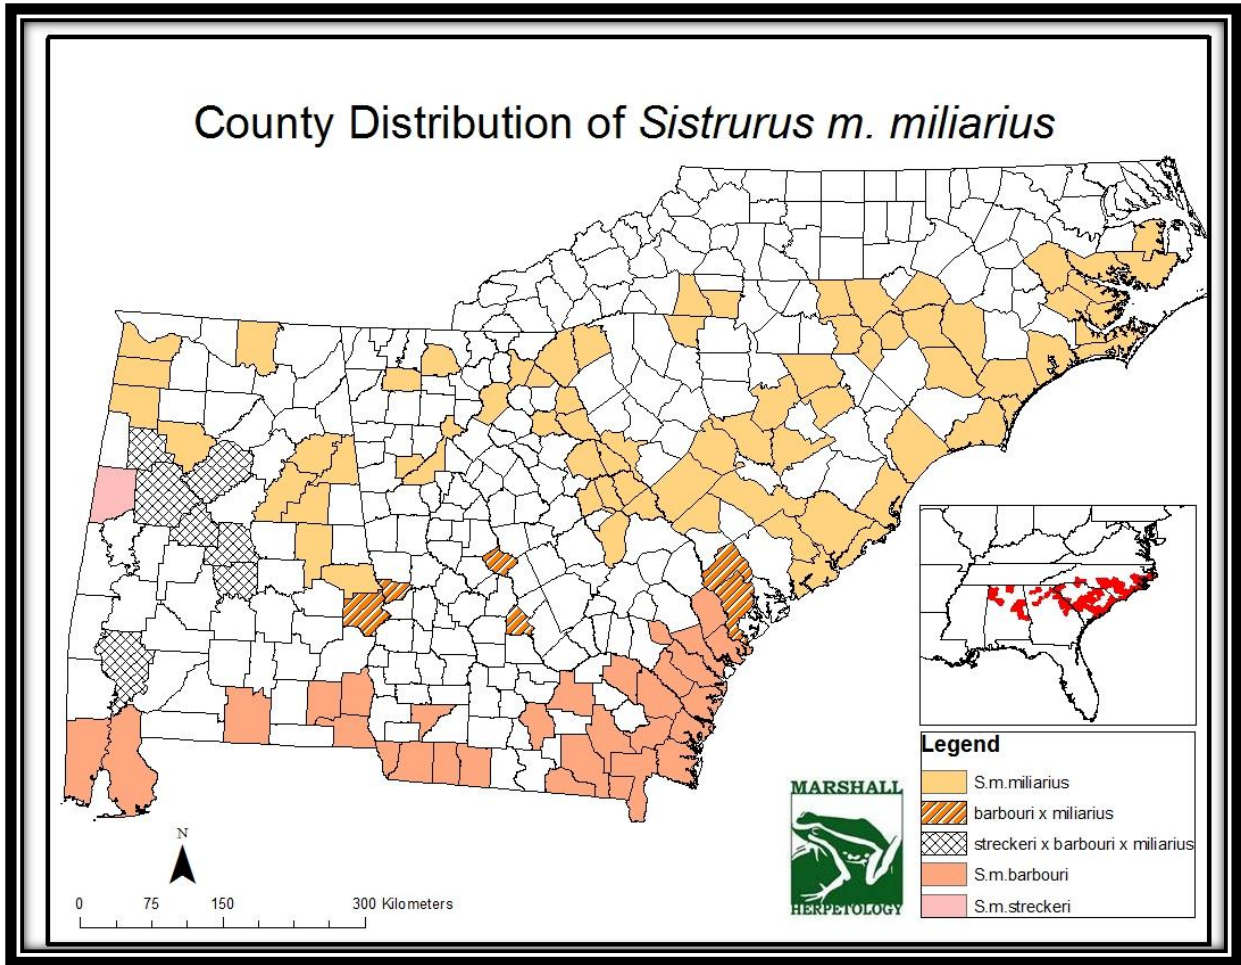 County Distribution of Sistrurus m. miliarius
Legend
S.m.miliarius
barbouri x miliarius
streckeri x barbouri x miliarius
S.m.barbouri
S.m.streckeri
MARSHALL
HERPETOLOGY
N
0 75 150 300 Kilometers